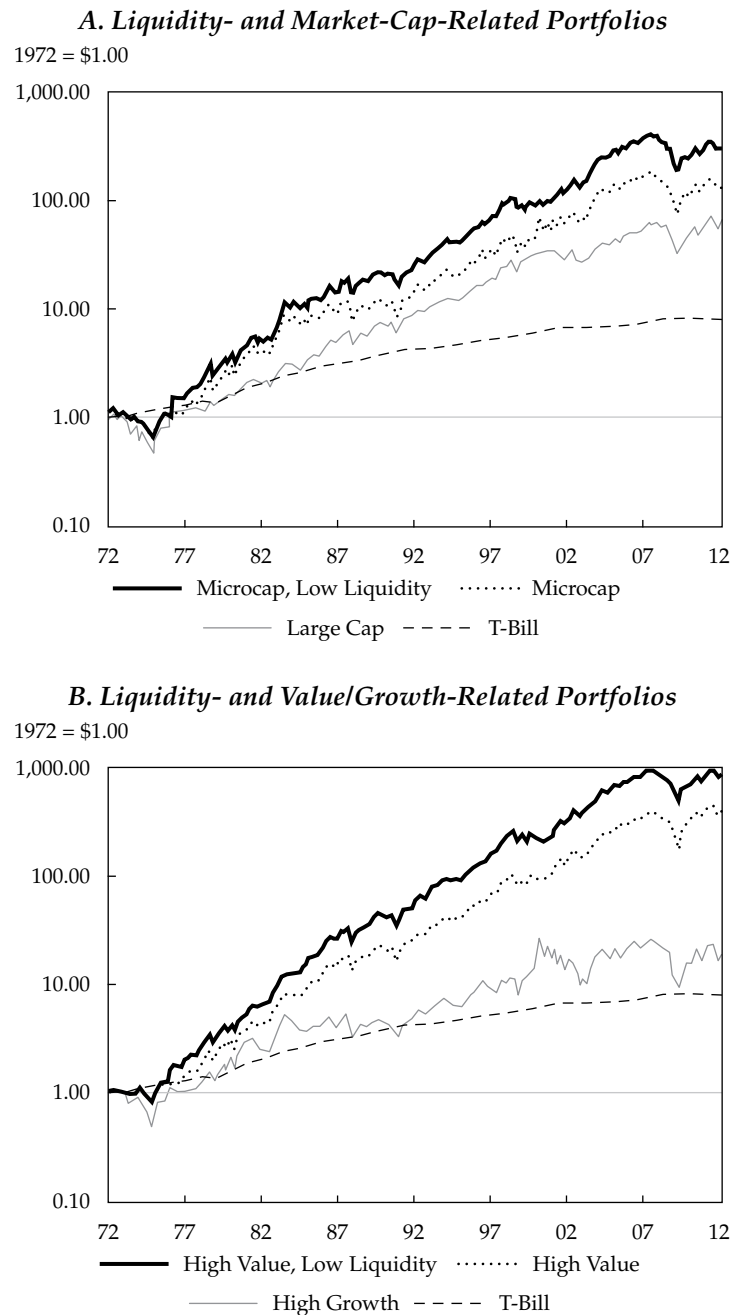 A. Liquidity- and Market-Cap-Related Portfolios
1972 = $1.00
1,000.00
100.00
10.00
1.00
0.10
72 77 82 87 92 97 02 07 12
Microcap, Low Liquidity Microcap
Large Cap T-Bill
B. Liquidity- and Value/Growth-Related Portfolios
1972 = $1.00
1,000.00
100.00
10.00
1.00
0.10
72 77 82 87 92 97 02 07 12
High Value, Low Liquidity High Value
High Growth T-Bill